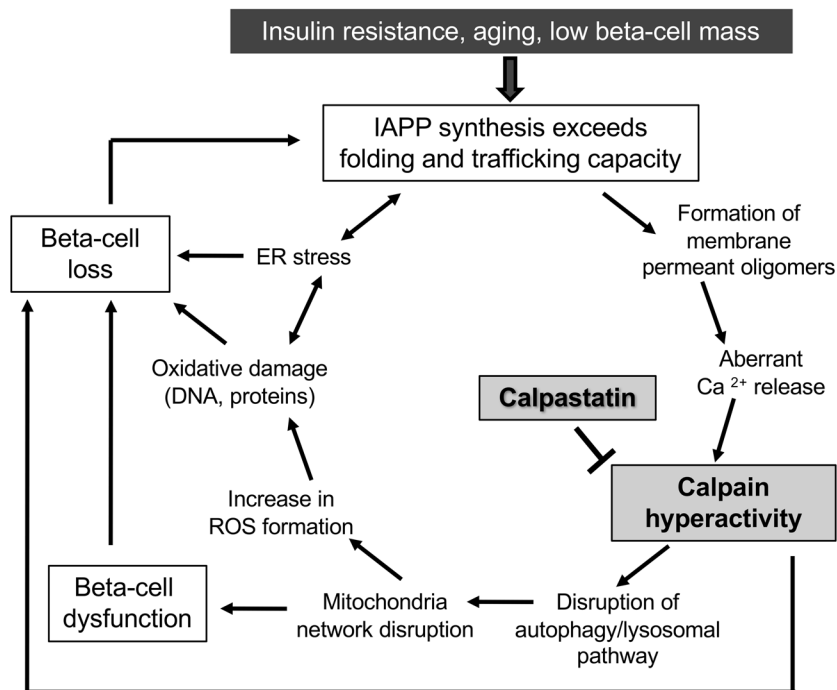 Insulin resistance, aging, low beta-cell mass
IAPP synthesis exceeds
folding and trafficking capacity
Formation of
membrane
permeant oligomers
Beta-cell
loss
ER stress
Aberrant
Ca ²⁺ release
Oxidative damage
(DNA, proteins)
Calpastatin
Calpain
hyperactivity
Increase in
ROS formation
Beta-cell
dysfunction
Mitochondria
network disruption
Disruption of
autophagy/lysosomal
pathway